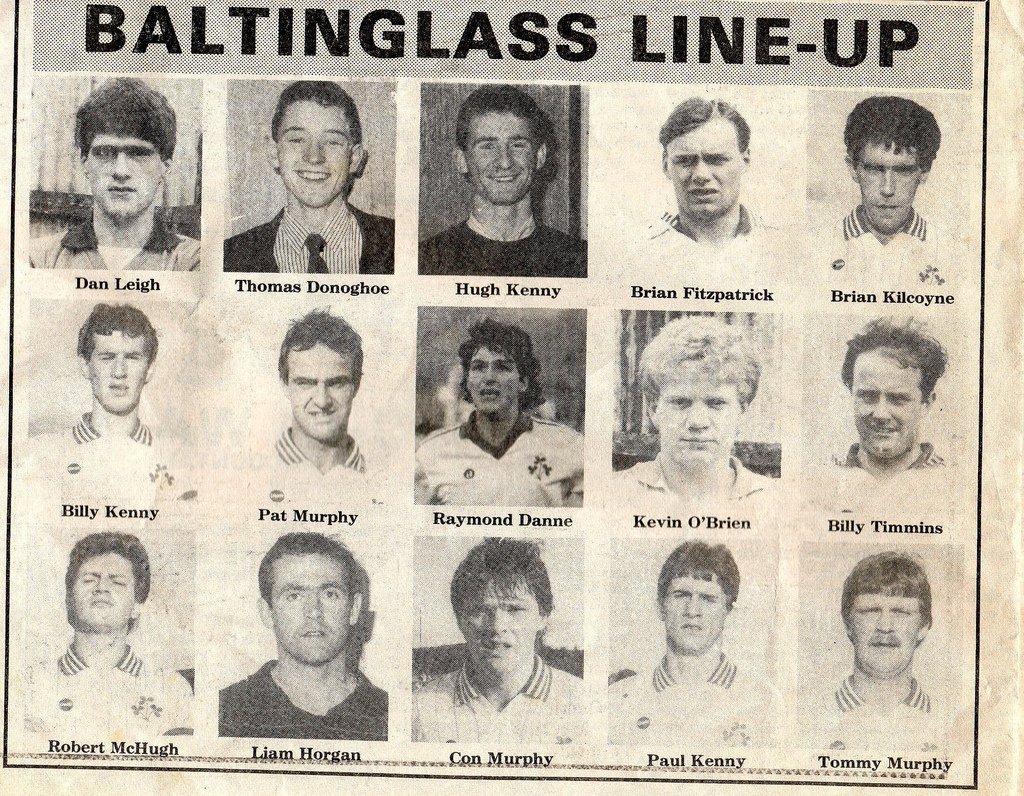 BALTINGLASS LINE-UP
Dan Leigh
Thomas Donoghoe
Hugh Kenny
Brian Fitzpatrick
Brian Kilcoyne
Billy Kenny
Pat Murphy
Raymond Danne
Kevin O'Brien
Billy Timmins
Robert McHugh
Liam Horgan
Con Murphy
Paul Kenny
Tommy Murphy